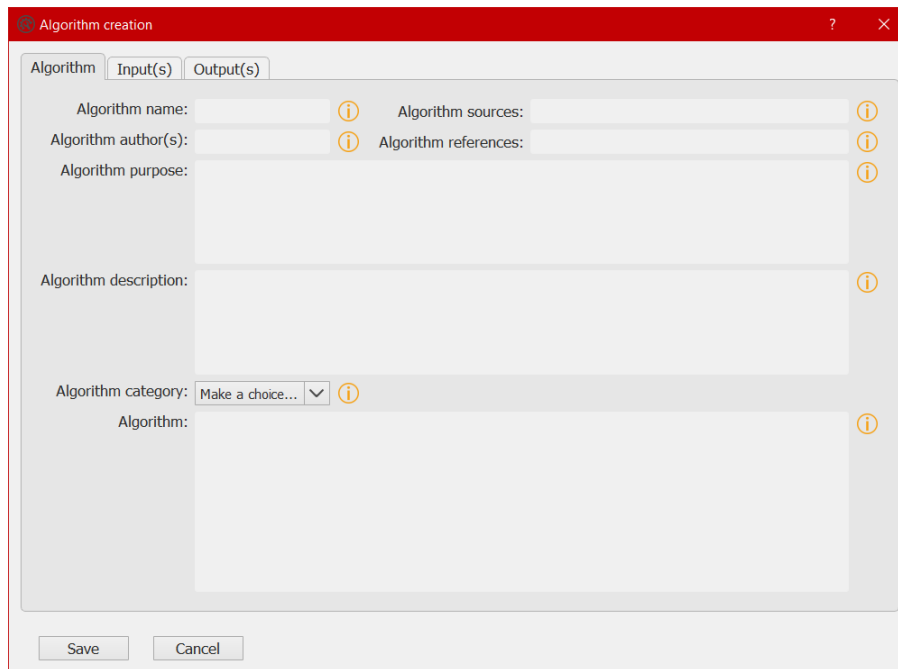 Algorithm creation
? ×
Algorithm Input(s) Output(s)
Algorithm name: Algorithm sources:
Algorithm author(s): Algorithm references:
Algorithm purpose:
Algorithm description:
Algorithm category: Make a choice...
Algorithm:
Save Cancel